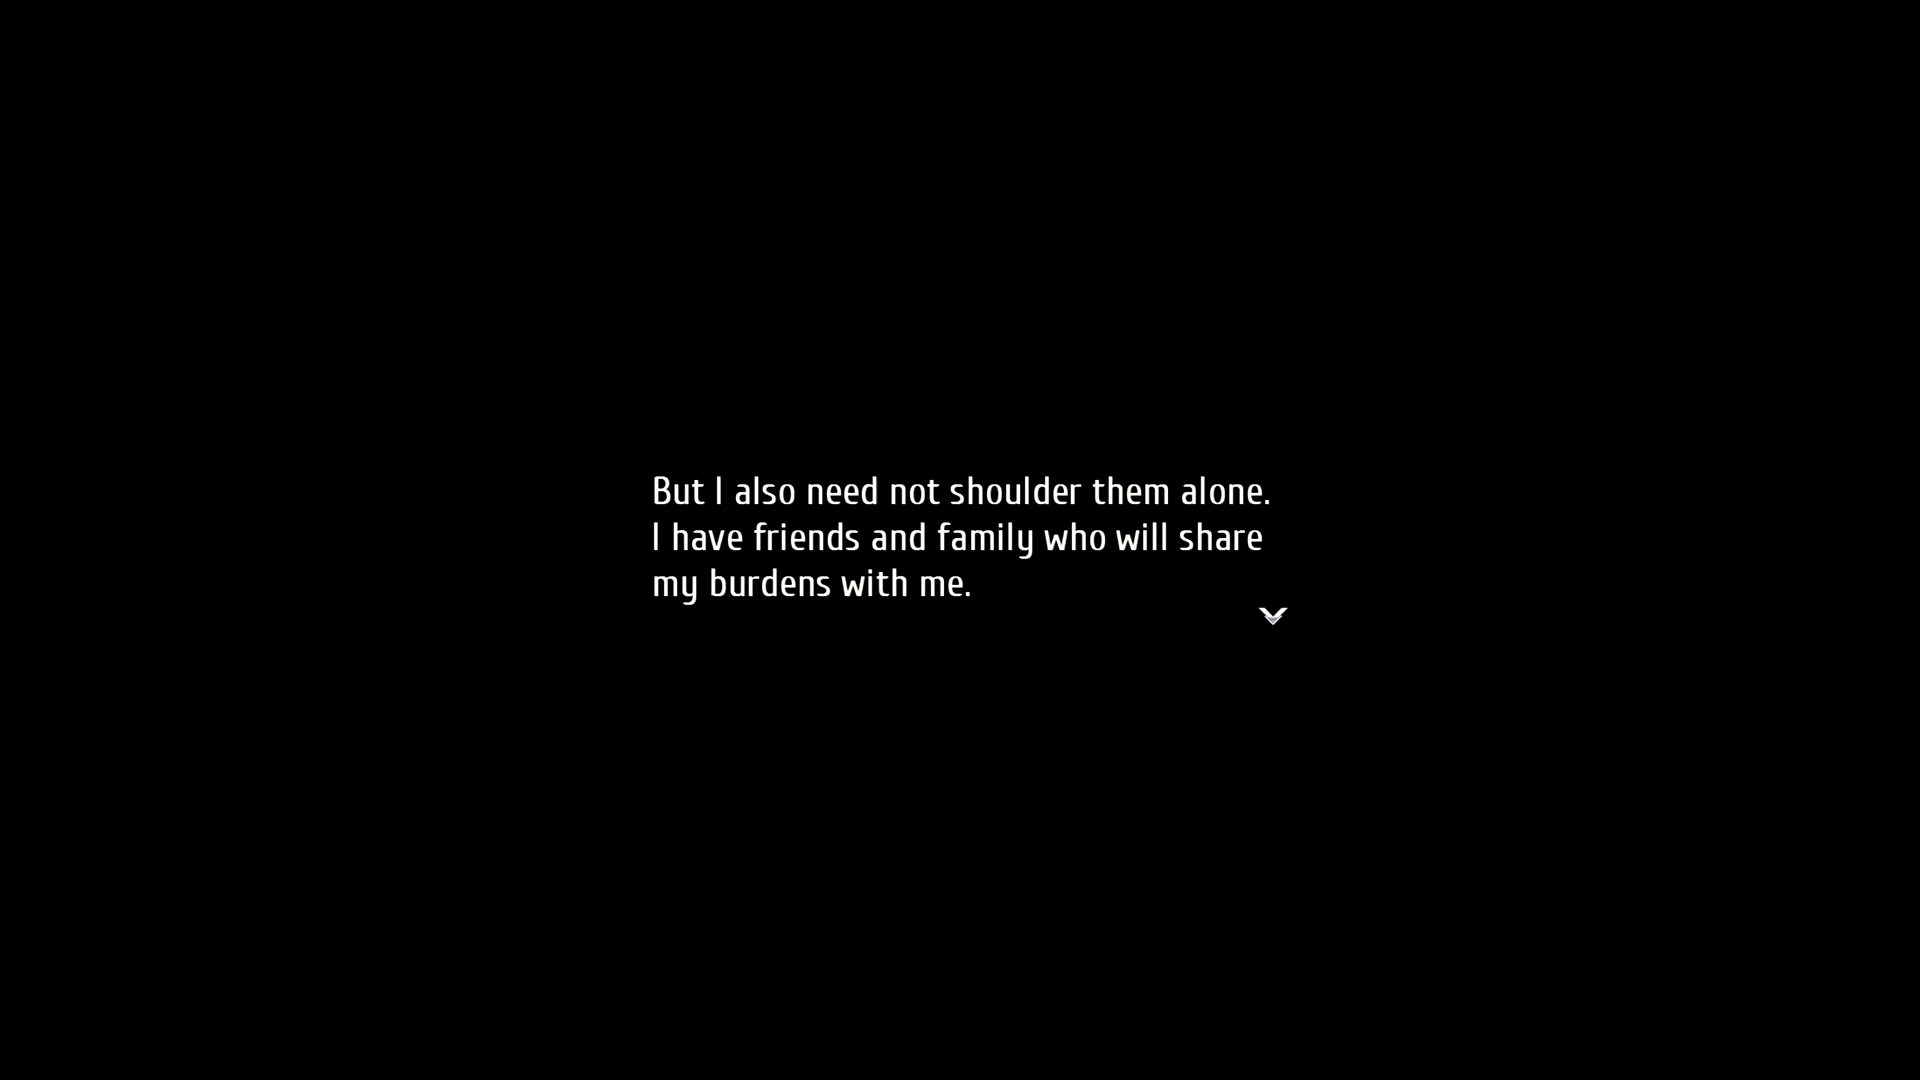 But I also need not shoulder them alone.
I have friends and family who will share
my burdens with me.